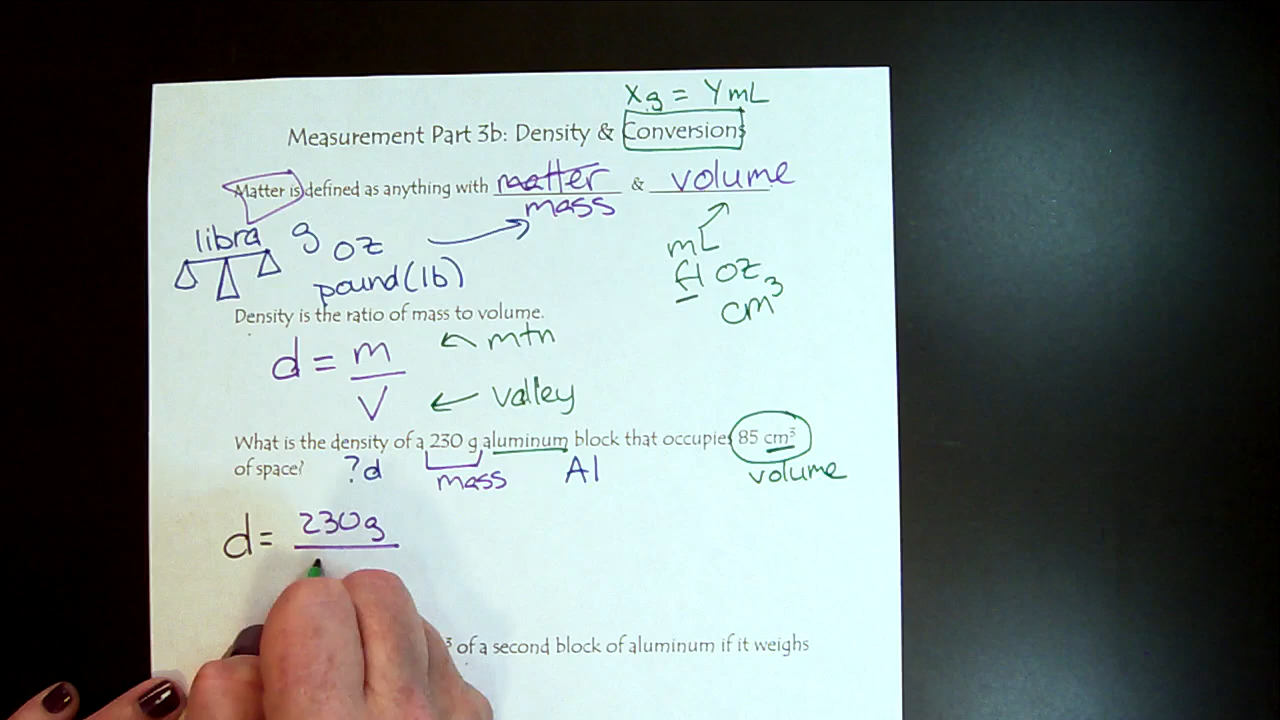 Xg = YmL
Measurement Part 3b: Density & Conversions
Matter is defined as anything with matter & volume
mass
libra g oz
pound(lb)
mL
fl oz
cm³
Density is the ratio of mass to volume.
d = m ← mtn
V ← valley
What is the density of a 230 g aluminum block that occupies 85 cm³
of space? ?d mass Al volume
d = 230g
³ of a second block of aluminum if it weighs